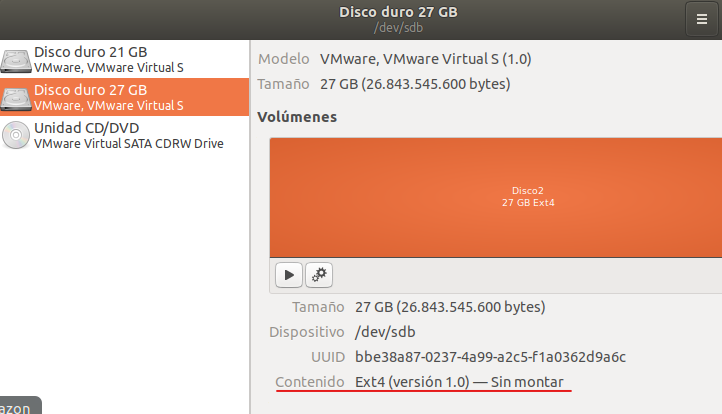 Disco duro 27 GB
/dev/sdb
Disco duro 21 GB
VMware, VMware Virtual S
Disco duro 27 GB
VMware, VMware Virtual S
Unidad CD/DVD
VMware Virtual SATA CDRW Drive
Modelo VMware, VMware Virtual S (1.0)
Tamaño 27 GB (26.843.545.600 bytes)
Volúmenes
Disco2
27 GB Ext4
Tamaño 27 GB (26.843.545.600 bytes)
Dispositivo /dev/sdb
UUID bbe38a87-0237-4a99-a2c5-f1a0362d9a6c
Contenido Ext4 (versión 1.0) — Sin montar
azon